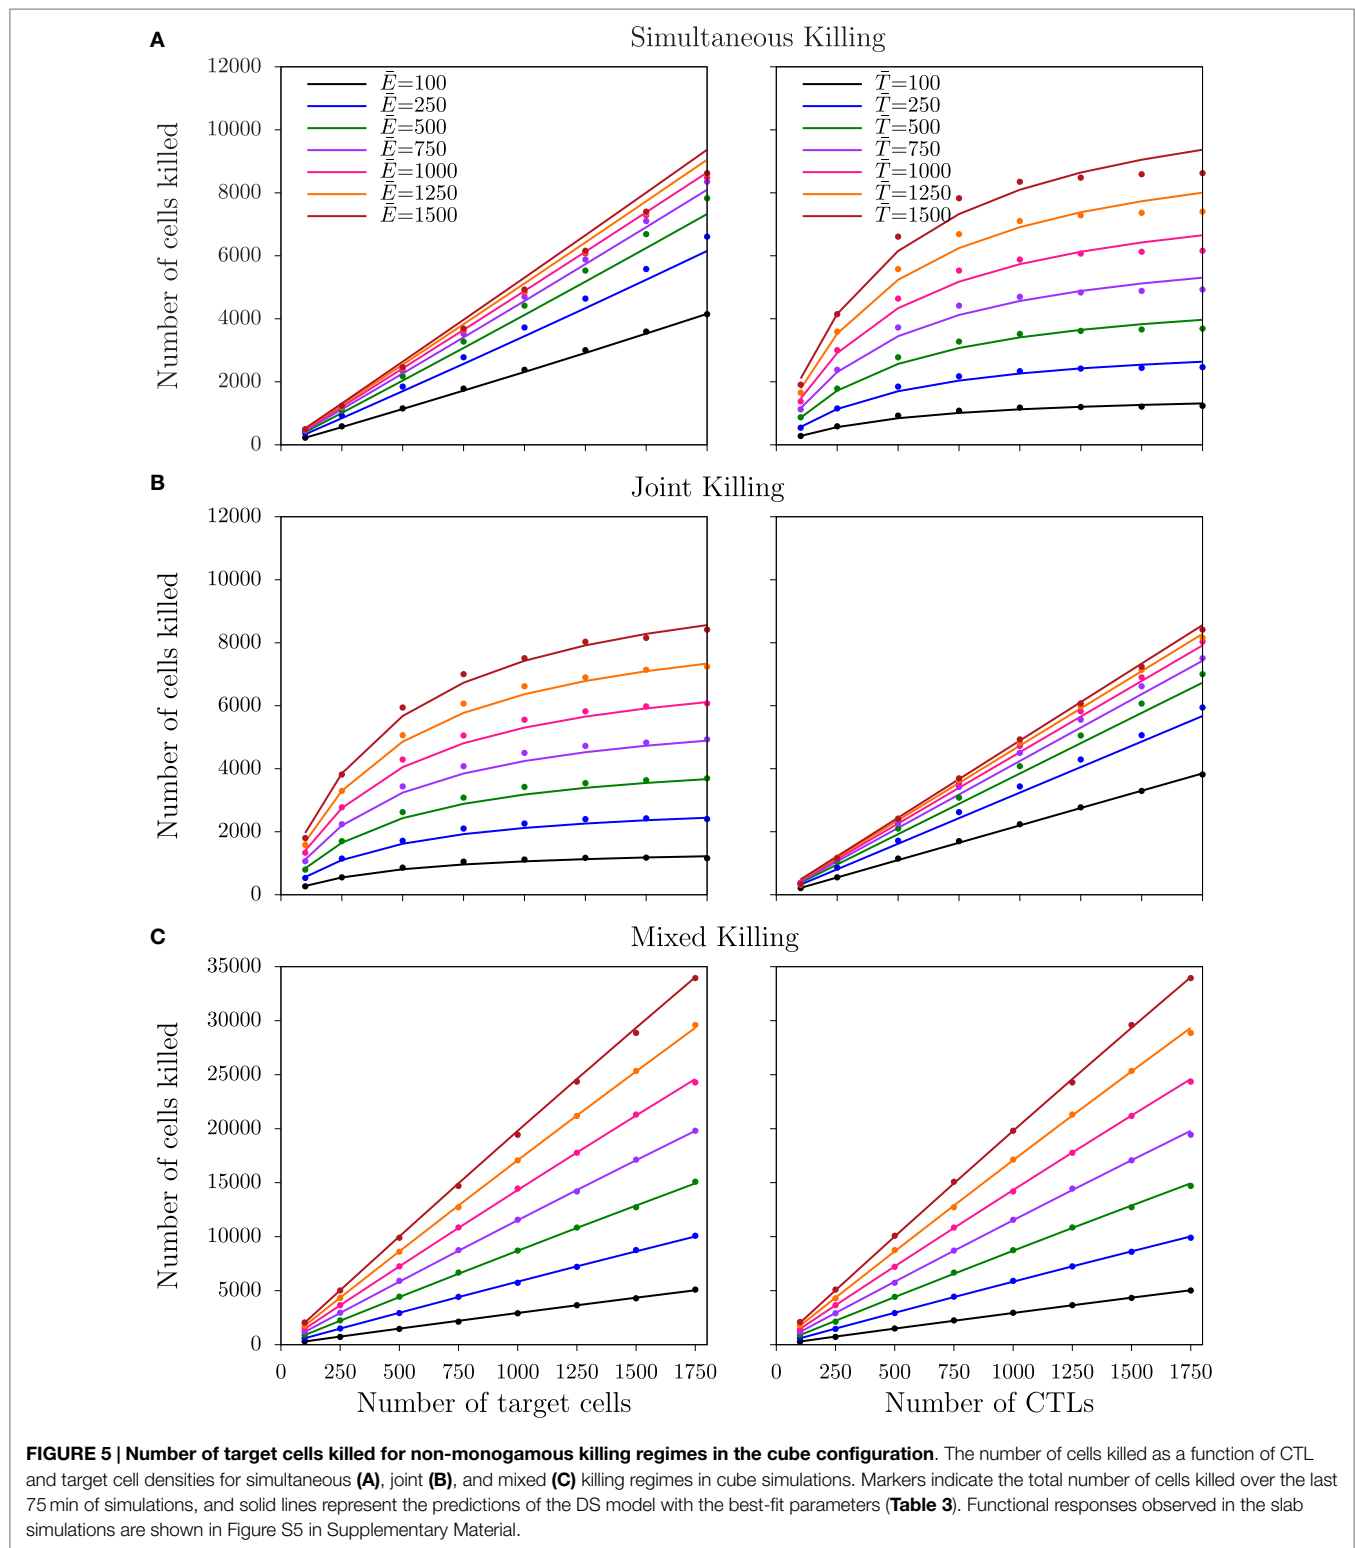 A
Simultaneous Killing
12000
10000
8000
6000
4000
2000
0
Number of cells killed
Ē=100
Ē=250
Ē=500
Ē=750
Ē=1000
Ē=1250
Ē=1500
T̄=100
T̄=250
T̄=500
T̄=750
T̄=1000
T̄=1250
T̄=1500
B
Joint Killing
12000
10000
8000
6000
4000
2000
0
Number of cells killed
C
Mixed Killing
35000
30000
25000
20000
15000
10000
5000
0
Number of cells killed
0 250 500 750 1000 1250 1500 1750
Number of target cells
0 250 500 750 1000 1250 1500 1750
Number of CTLs
FIGURE 5 | Number of target cells killed for non-monogamous killing regimes in the cube configuration. The number of cells killed as a function of CTL
and target cell densities for simultaneous (A), joint (B), and mixed (C) killing regimes in cube simulations. Markers indicate the total number of cells killed over the last
75 min of simulations, and solid lines represent the predictions of the DS model with the best-fit parameters (Table 3). Functional responses observed in the slab
simulations are shown in Figure S5 in Supplementary Material.